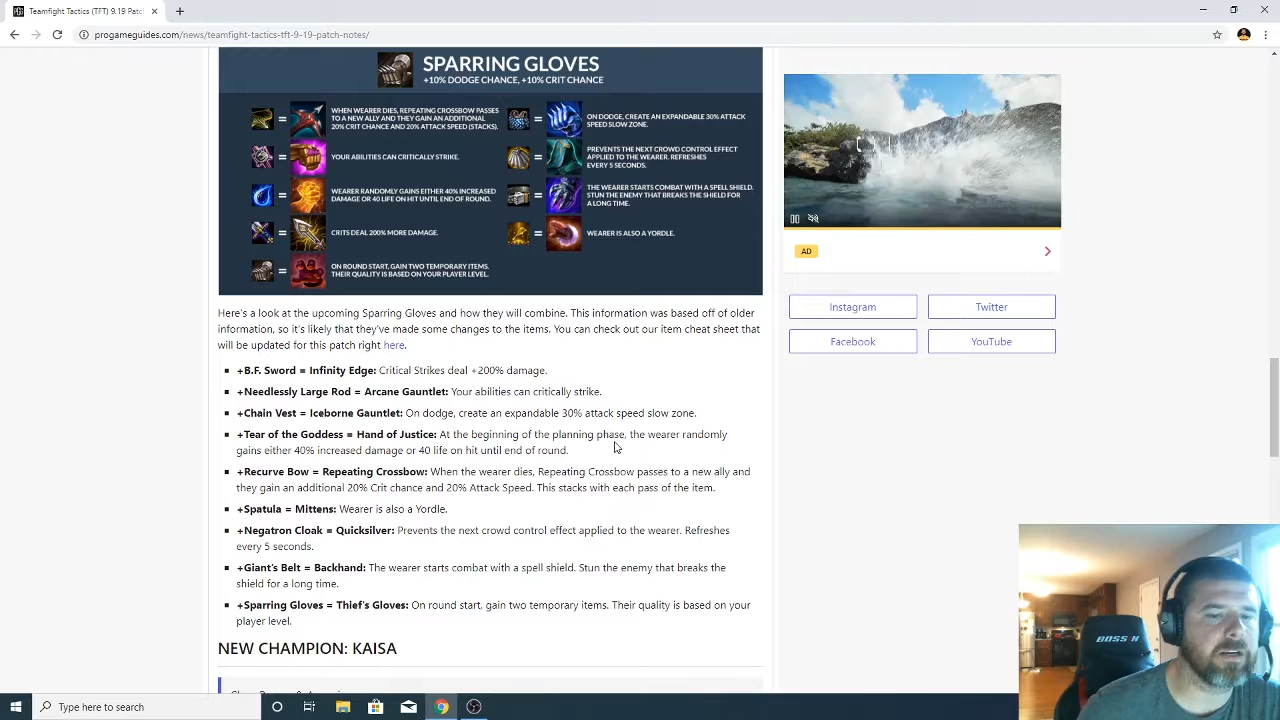 Teamfight Tactics (TFT) 9.19 Patc
progameguides.com/news/teamfight-tactics-tft-9-19-patch-notes/
SPARRING GLOVES
+10% DODGE CHANCE, +10% CRIT CHANCE
WHEN WEARER DIES, REPEATING CROSSBOW PASSES
TO A NEW ALLY AND THEY GAIN AN ADDITIONAL
20% CRIT CHANCE AND 20% ATTACK SPEED (STACKS).
ON DODGE, CREATE AN EXPANDABLE 30% ATTACK
SPEED SLOW ZONE.
YOUR ABILITIES CAN CRITICALLY STRIKE.
PREVENTS THE NEXT CROWD CONTROL EFFECT
APPLIED TO THE WEARER. REFRESHES
EVERY 5 SECONDS.
WEARER RANDOMLY GAINS EITHER 40% INCREASED
DAMAGE OR 40 LIFE ON HIT UNTIL END OF ROUND.
THE WEARER STARTS COMBAT WITH A SPELL SHIELD.
STUN THE ENEMY THAT BREAKS THE SHIELD FOR
A LONG TIME.
CRITS DEAL 200% MORE DAMAGE.
WEARER IS ALSO A YORDLE.
ON ROUND START, GAIN TWO TEMPORARY ITEMS.
THEIR QUALITY IS BASED ON YOUR PLAYER LEVEL.
Here's a look at the upcoming Sparring Gloves and how they will combine. This information was based off of older
information, so it's likely that they've made some changes to the items. You can check out our item cheat sheet that
will be updated for this patch right here.
+B.F. Sword = Infinity Edge: Critical Strikes deal +200% damage.
+Needlessly Large Rod = Arcane Gauntlet: Your abilities can critically strike.
+Chain Vest = Iceborne Gauntlet: On dodge, create an expandable 30% attack speed slow zone.
+Tear of the Goddess = Hand of Justice: At the beginning of the planning phase, the wearer randomly
gains either 40% increased damage or 40 life on hit until end of round.
+Recurve Bow = Repeating Crossbow: When the wearer dies, Repeating Crossbow passes to a new ally and
they gain an additional 20% Crit chance and 20% Attack Speed. This stacks with each pass of the item.
+Spatula = Mittens: Wearer is also a Yordle.
+Negatron Cloak = Quicksilver: Prevents the next crowd control effect applied to the wearer. Refreshes
every 5 seconds.
+Giant's Belt = Backhand: The wearer starts combat with a spell shield. Stun the enemy that breaks the
shield for a long time.
+Sparring Gloves = Thief's Gloves: On round start, gain two temporary items. Their quality is based on your
player level.
NEW CHAMPION: KAISA
AD
Instagram
Twitter
Facebook
YouTube
BOSS
Type here to search